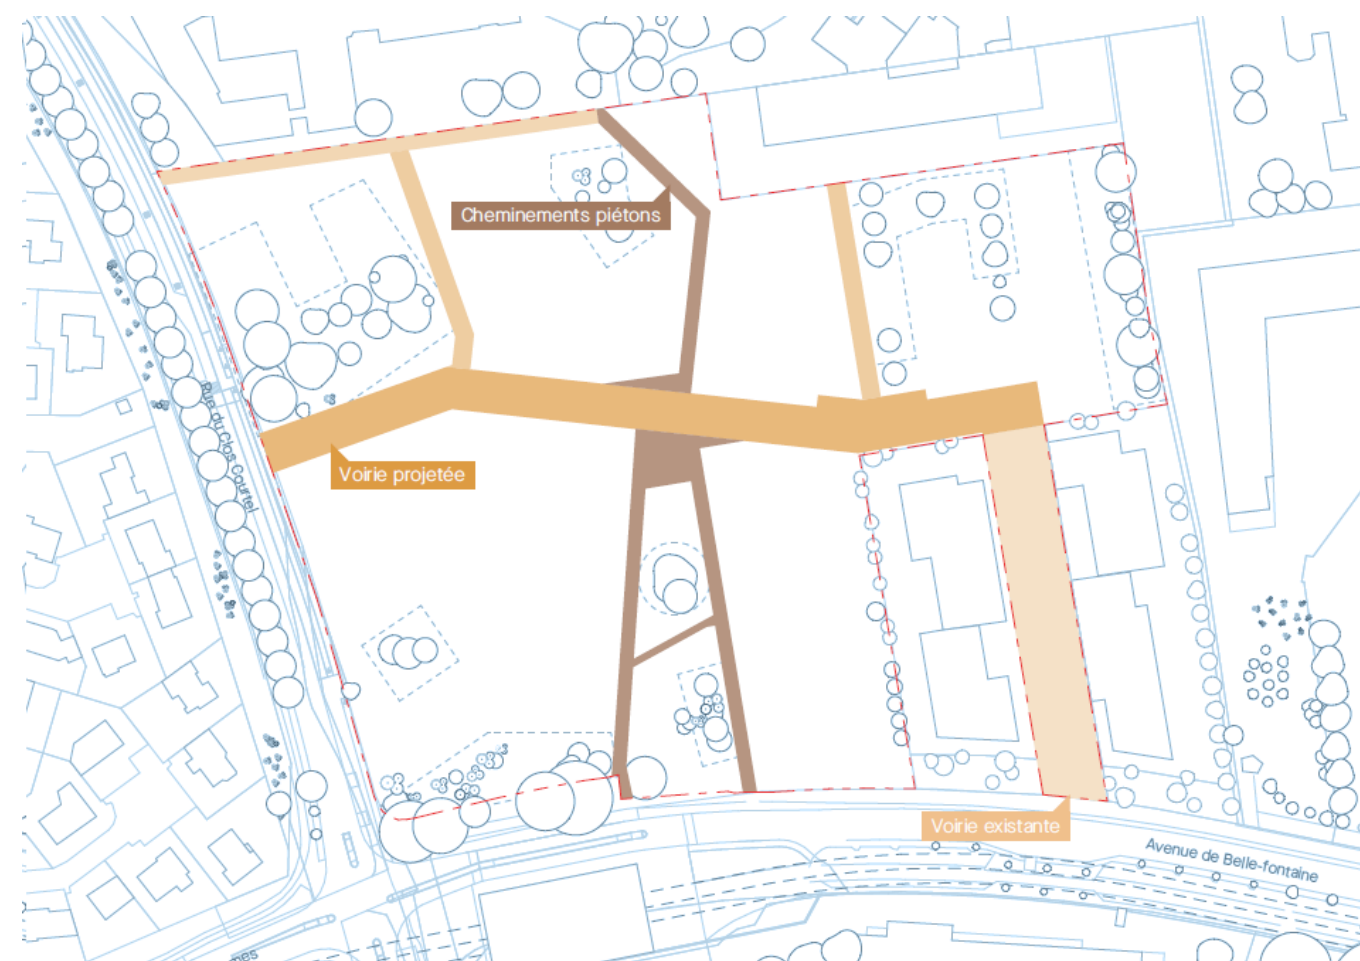 Cheminements piétons
Rue du Clos Courtel
Voirie projetée
Voirie existante
Avenue de Belle-fontaine